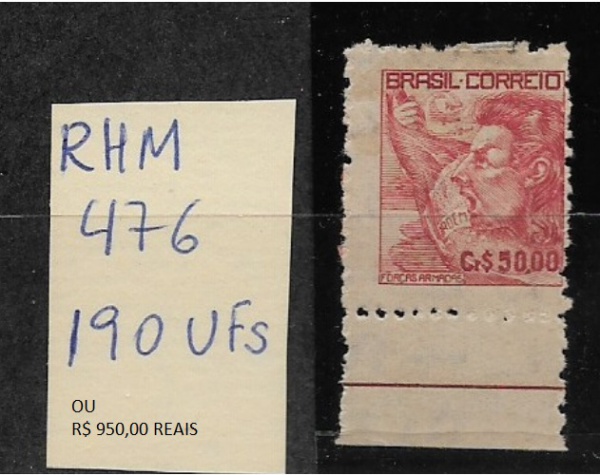 RHM
476
190 UFs
OU
R$ 950,00 REAIS
BRASIL·CORREIO
Cr$50,00
FORÇAS ARMADAS